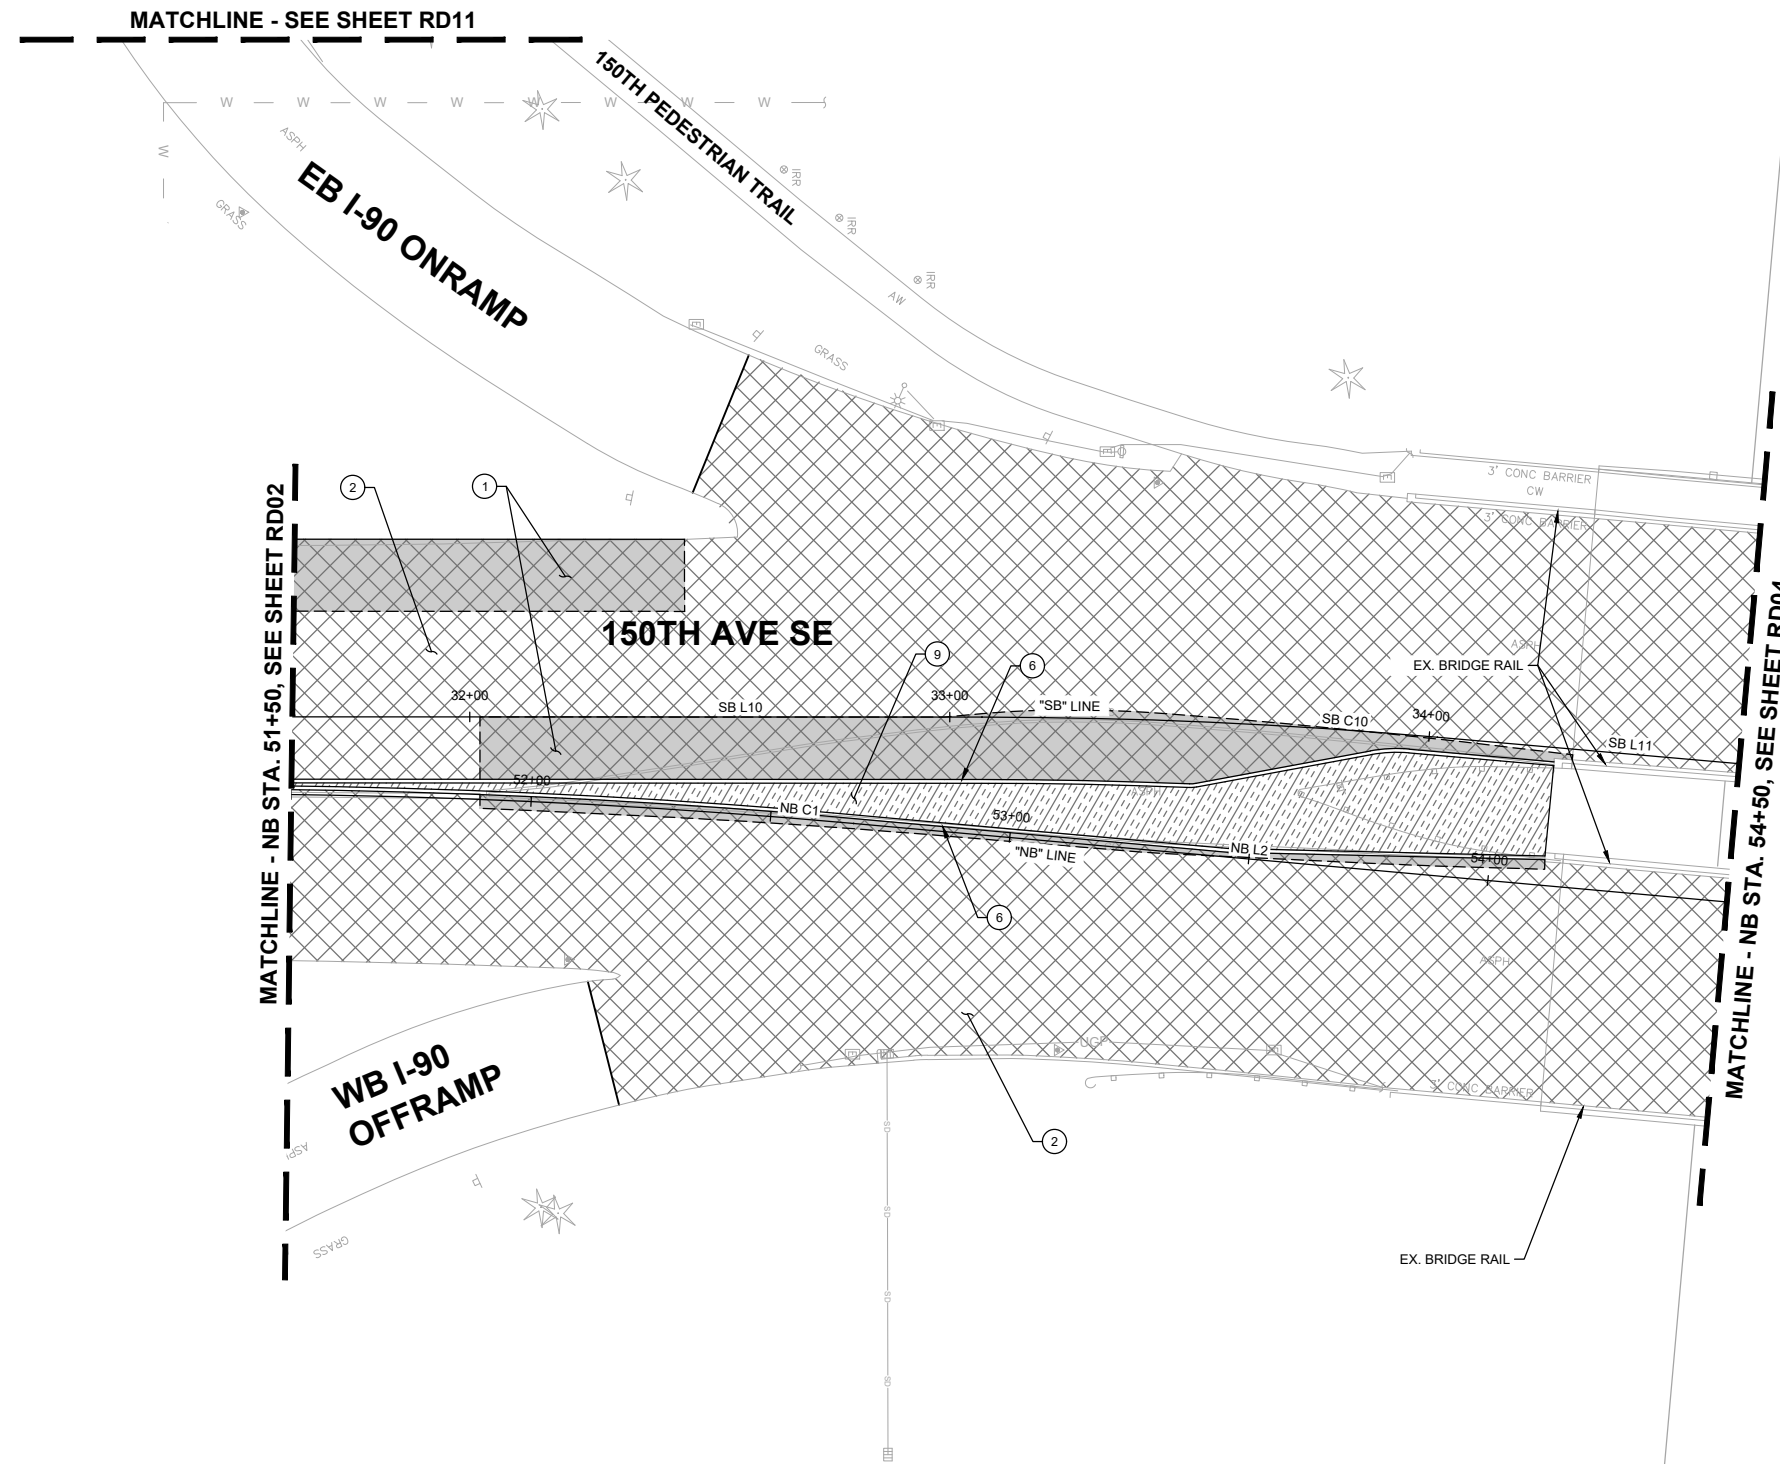 MATCHLINE - SEE SHEET RD11
W W W W W W W W
W
150TH PEDESTRIAN TRAIL
ASPH
GRASS
EB I-90 ONRAMP
IRR
IRR
IRR
AW
E
GRASS
E
E
E
3' CONC BARRIER
CW
3' CONC BARRIER
2
1
MATCHLINE - NB STA. 51+50, SEE SHEET RD02
150TH AVE SE
9
6
ASPH
EX. BRIDGE RAIL
32+00
SB L10
33+00
"SB" LINE
SB C10
34+00
SB L11
52+00
NB C1
ASPH
53+00
"NB" LINE
NB L2
54+00
6
ASPH
MATCHLINE - NB STA. 54+50, SEE SHEET RD04
UGP
E
3' CONC BARRIER
WB I-90
OFFRAMP
2
ASPH
SD
SD
SD
SD
GRASS
EX. BRIDGE RAIL